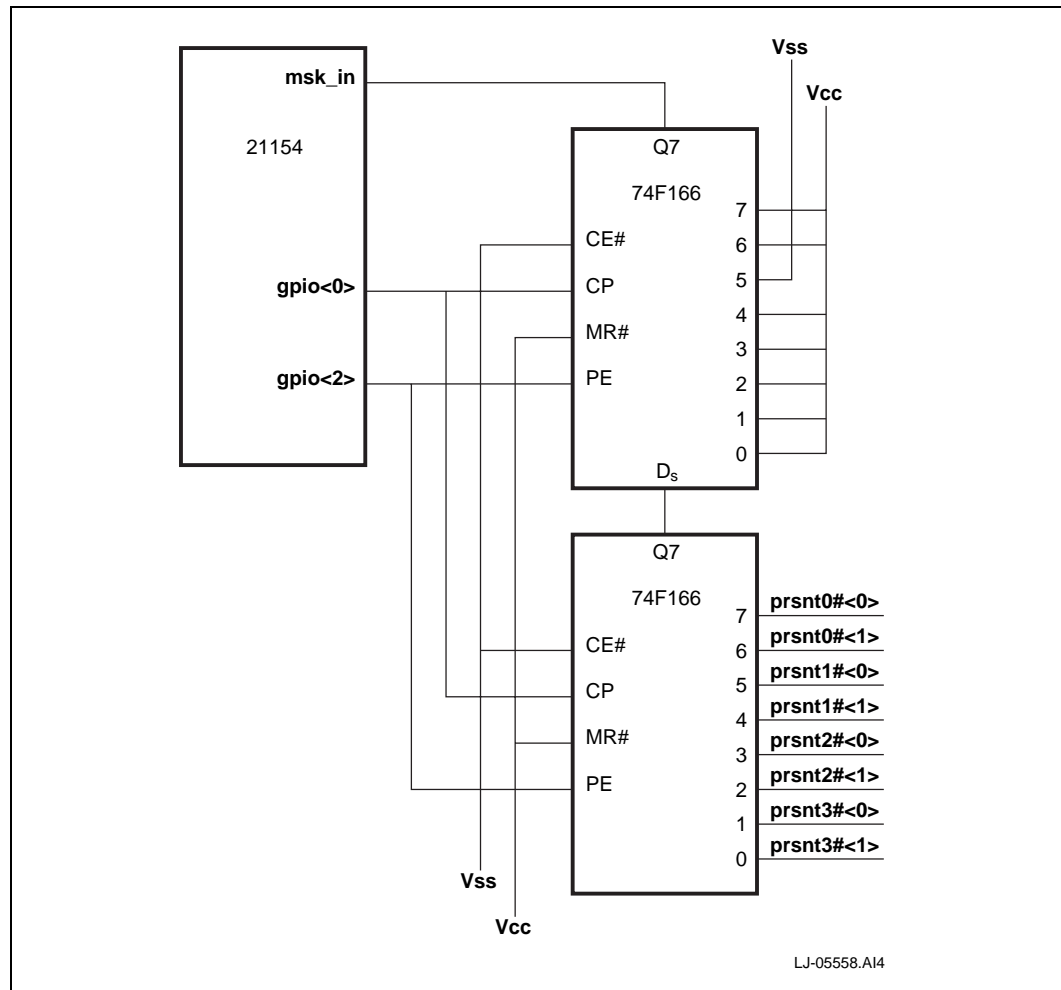 Vss
Vcc
msk_in
21154
gpio<0>
gpio<2>
Q7
74F166
CE#
CP
MR#
PE
7
6
5
4
3
2
1
0
Ds
Q7
74F166
CE#
CP
MR#
PE
7 prsnt0#<0>
6 prsnt0#<1>
5 prsnt1#<0>
4 prsnt1#<1>
3 prsnt2#<0>
2 prsnt2#<1>
1 prsnt3#<0>
0 prsnt3#<1>
Vss
Vcc
LJ-05558.AI4